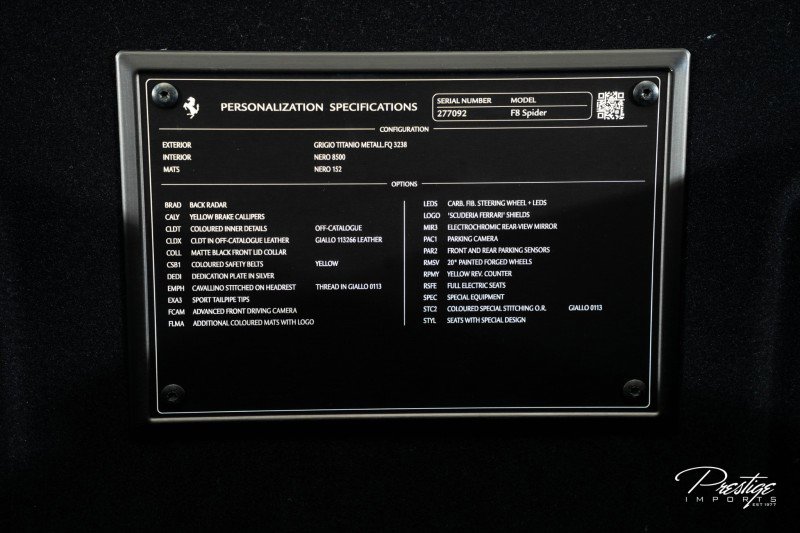 PERSONALIZATION SPECIFICATIONS
SERIAL NUMBER MODEL
277092 F8 Spider
CONFIGURATION
EXTERIOR GRIGIO TITANIO METALL.FQ 3238
INTERIOR NERO 8500
MATS NERO 152
OPTIONS
BRAD BACK RADAR
CALY YELLOW BRAKE CALLIPERS
CLDT COLOURED INNER DETAILS OFF-CATALOGUE
CLDX CLDT IN OFF-CATALOGUE LEATHER GIALLO 113266 LEATHER
COLL MATTE BLACK FRONT LID COLLAR
CSB1 COLOURED SAFETY BELTS YELLOW
DEDI DEDICATION PLATE IN SILVER
EMPH CAVALLINO STITCHED ON HEADREST THREAD IN GIALLO 0113
EXA3 SPORT TAILPIPE TIPS
FCAM ADVANCED FRONT DRIVING CAMERA
FLMA ADDITIONAL COLOURED MATS WITH LOGO
LEDS CARB. FIB. STEERING WHEEL + LEDS
LOGO 'SCUDERIA FERRARI' SHIELDS
MIR3 ELECTROCHROMIC REAR-VIEW MIRROR
PAC1 PARKING CAMERA
PAR2 FRONT AND REAR PARKING SENSORS
RMSV 20" PAINTED FORGED WHEELS
RPMY YELLOW REV. COUNTER
RSFE FULL ELECTRIC SEATS
SPEC SPECIAL EQUIPMENT
STC2 COLOURED SPECIAL STITCHING O.R. GIALLO 0113
STYL SEATS WITH SPECIAL DESIGN
Prestige
IMPORTS
EST 1977